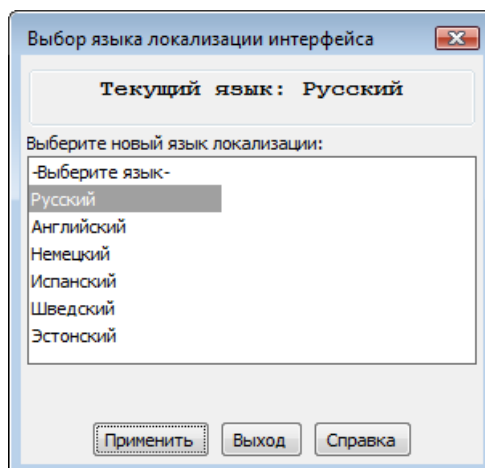 Выбор языка локализации интерфейса
Текущий язык: Русский
Выберите новый язык локализации:
-Выберите язык-
Русский
Английский
Немецкий
Испанский
Шведский
Эстонский
Применить Выход Справка